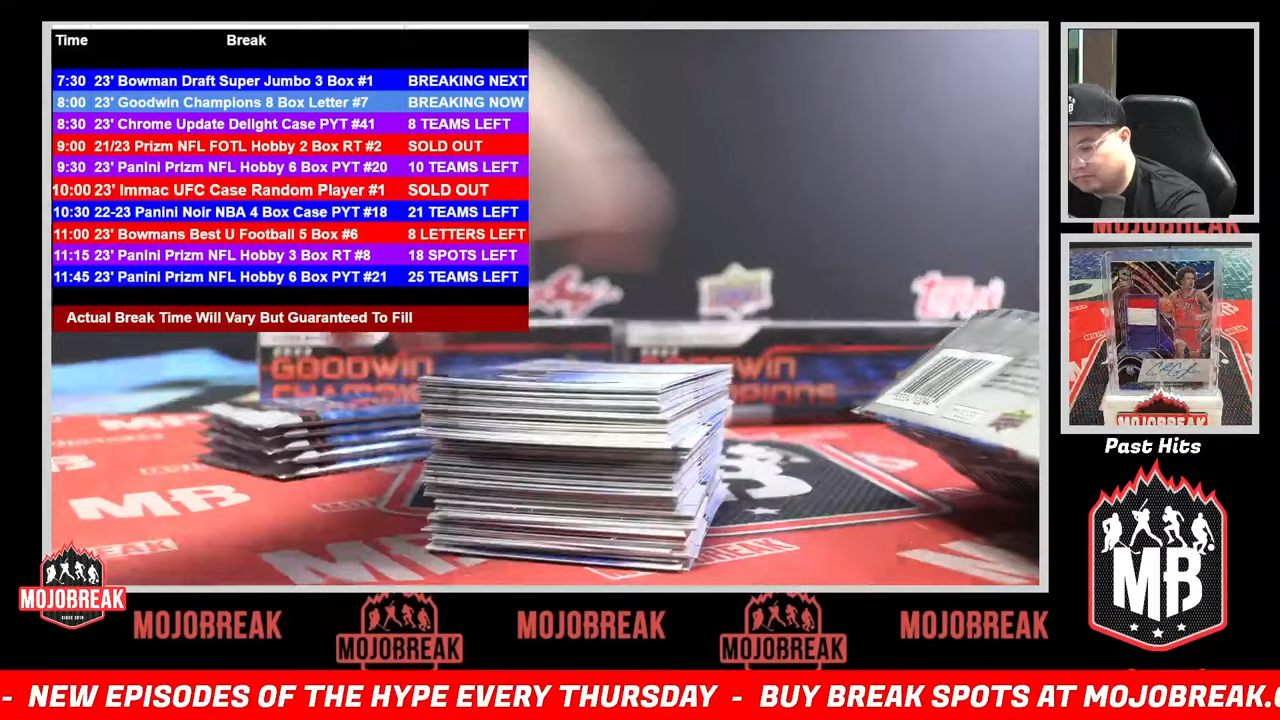 Time Break
7:30 23' Bowman Draft Super Jumbo 3 Box #1 BREAKING NEXT
8:00 23' Goodwin Champions 8 Box Letter #7 BREAKING NOW
8:30 23' Chrome Update Delight Case PYT #41 8 TEAMS LEFT
9:00 21/23 Prizm NFL FOTL Hobby 2 Box RT #2 SOLD OUT
9:30 23' Panini Prizm NFL Hobby 6 Box PYT #20 10 TEAMS LEFT
10:00 23' Immac UFC Case Random Player #1 SOLD OUT
10:30 22-23 Panini Noir NBA 4 Box Case PYT #18 21 TEAMS LEFT
11:00 23' Bowmans Best U Football 5 Box #6 8 LETTERS LEFT
11:15 23' Panini Prizm NFL Hobby 3 Box RT #8 18 SPOTS LEFT
11:45 23' Panini Prizm NFL Hobby 6 Box PYT #21 25 TEAMS LEFT
Actual Break Time Will Vary But Guaranteed To Fill
Topps
GOODWIN
CHAMPIONS
GOODWIN
CHAMPIONS
MB
MB
Past Hits
MB
MOJOBREAK
SINCE 2016
MOJOBREAK
MOJOBREAK
MOJOBREAK
MOJOBREAK
MOJOBREAK
- NEW EPISODES OF THE HYPE EVERY THURSDAY - BUY BREAK SPOTS AT MOJOBREAK.